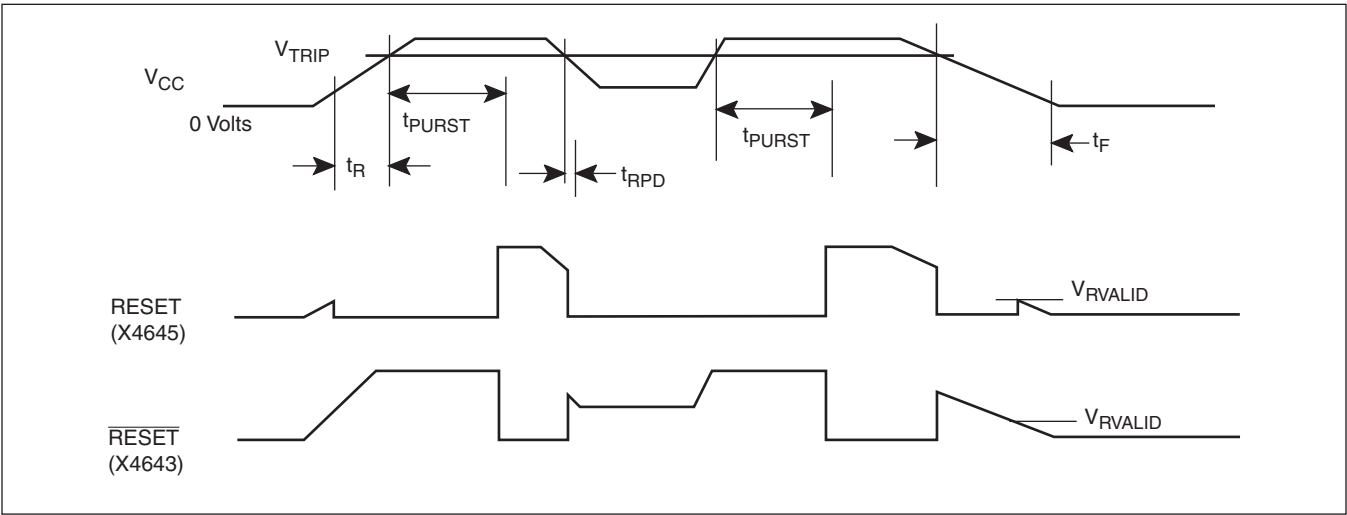 VTRIP
VCC
0 Volts
tPURST
tPURST
tR
tRPD
tF
RESET
(X4645)
VRVALID
RESET
(X4643)
VRVALID